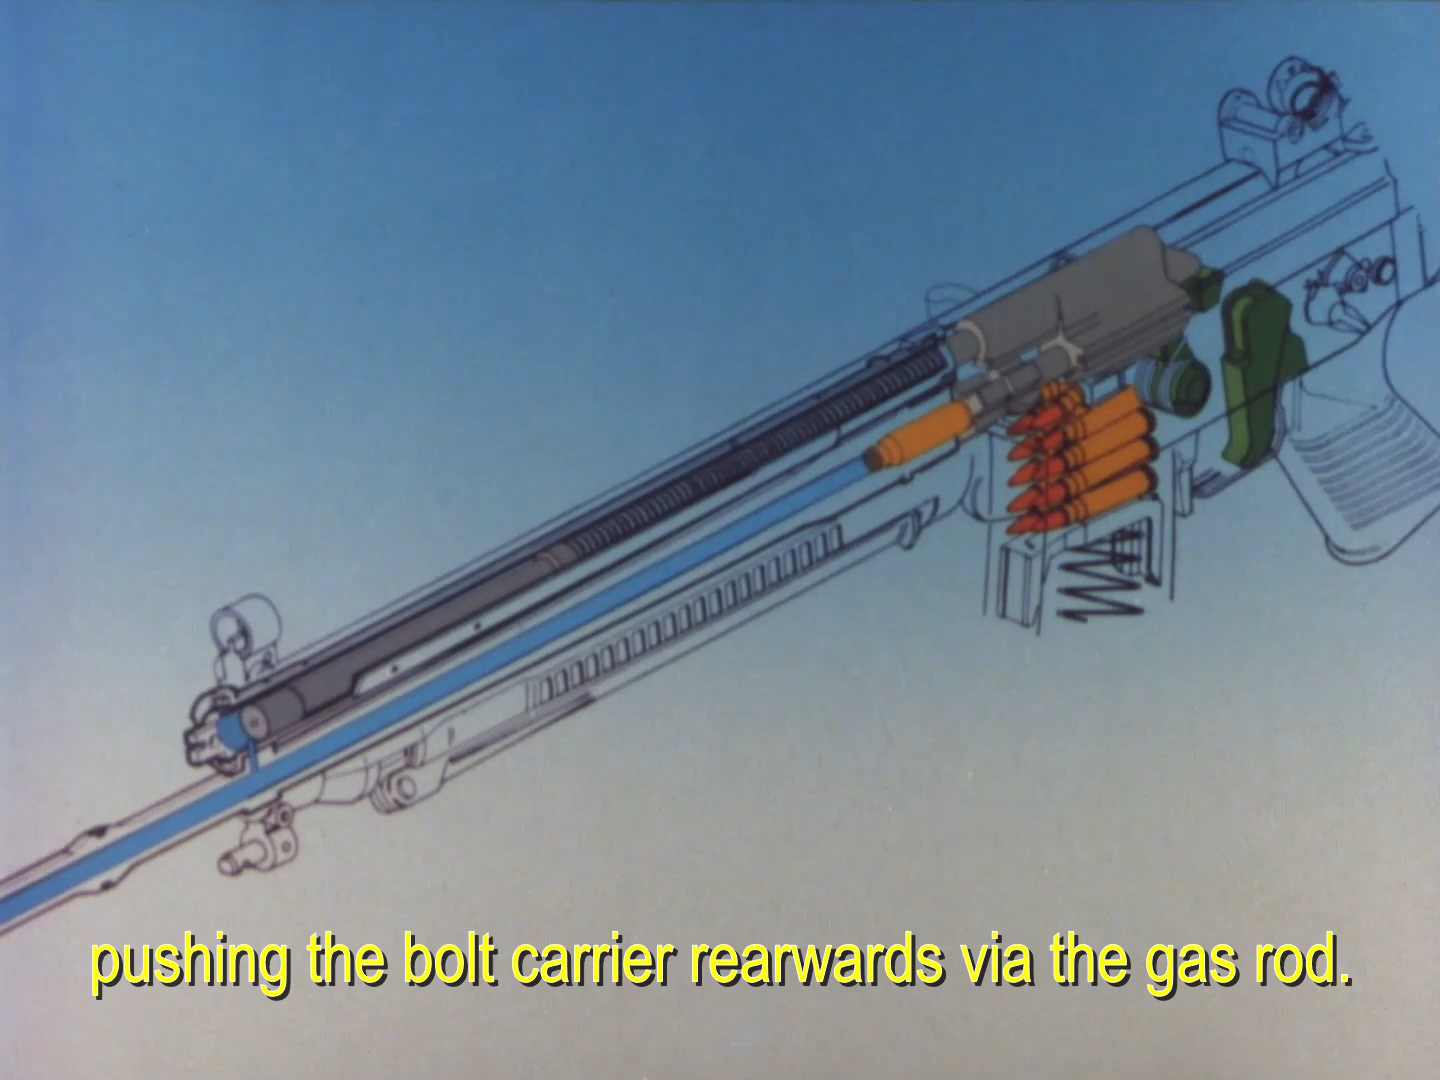 pushing the bolt carrier rearwards via the gas rod.